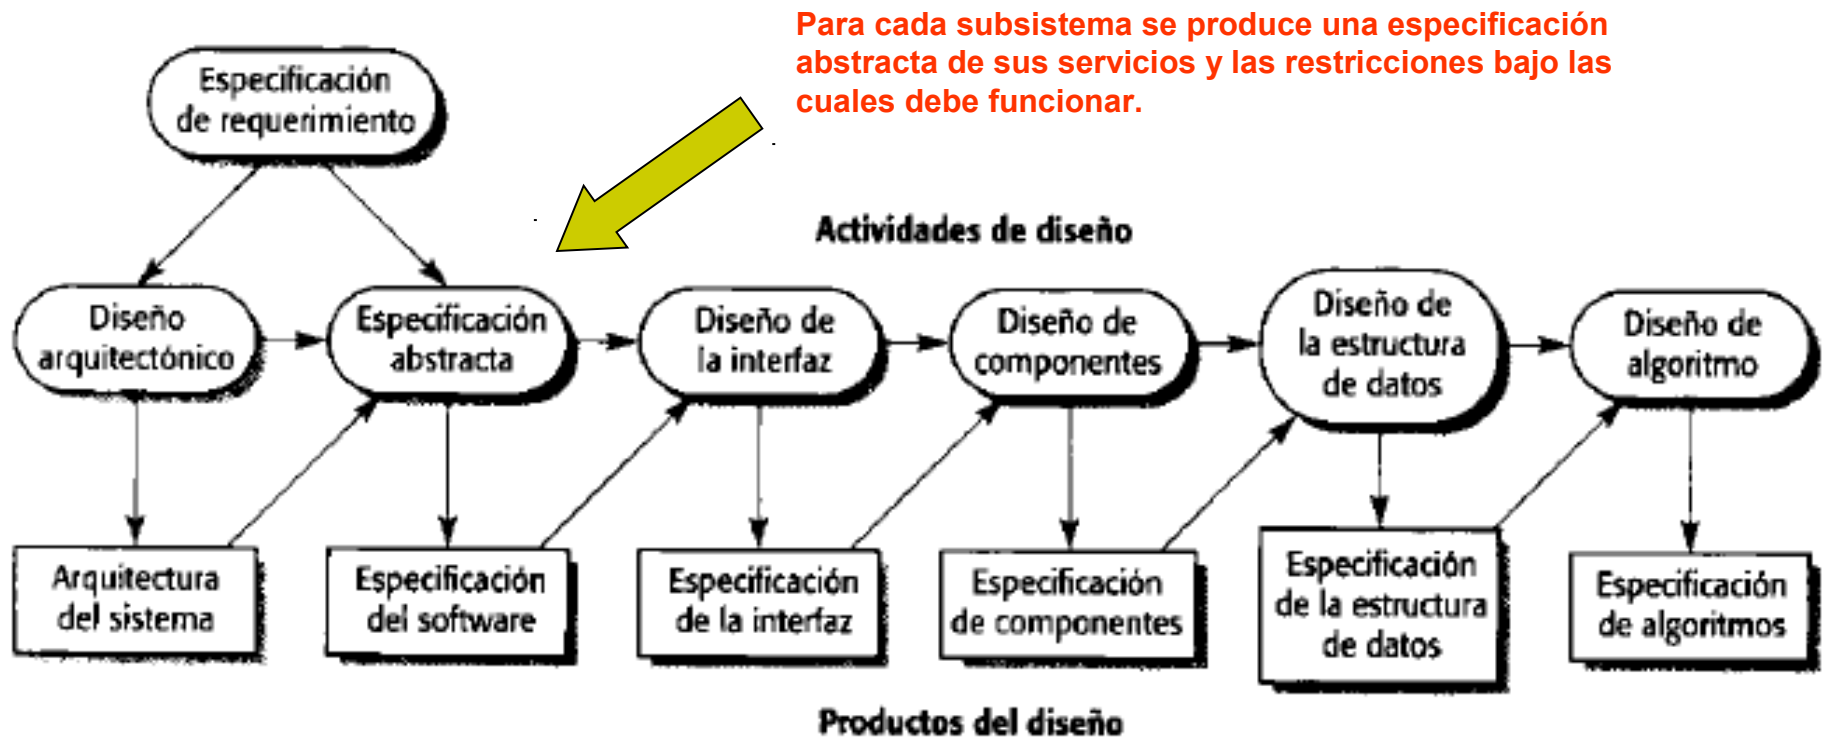 Para cada subsistema se produce una especificación
abstracta de sus servicios y las restricciones bajo las
cuales debe funcionar.
Especificación
de requerimiento
Actividades de diseño
Diseño
arquitectónico
Especificación
abstracta
Diseño de
la interfaz
Diseño de
componentes
Diseño de
la estructura
de datos
Diseño de
algoritmo
Arquitectura
del sistema
Especificación
del software
Especificación
de la interfaz
Especificación
de componentes
Especificación
de la estructura
de datos
Especificación
de algoritmos
Productos del diseño